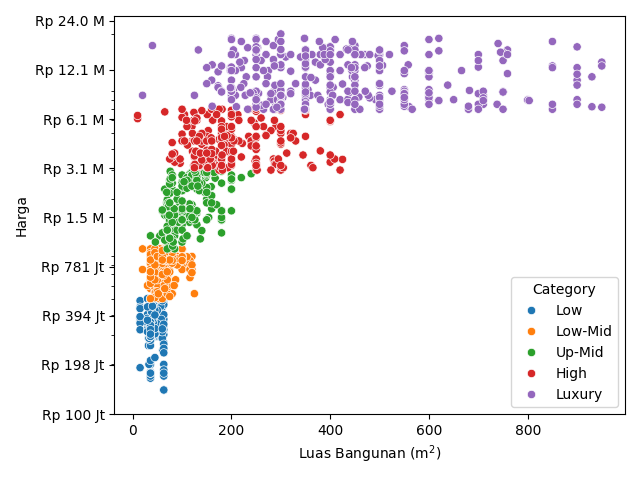 Rp 24.0 M
Rp 12.1 M
Rp 6.1 M
Rp 3.1 M
Rp 1.5 M
Rp 781 Jt
Rp 394 Jt
Rp 198 Jt
Rp 100 Jt
Harga
Category
Low
Low-Mid
Up-Mid
High
Luxury
0 200 400 600 800
Luas Bangunan (m²)